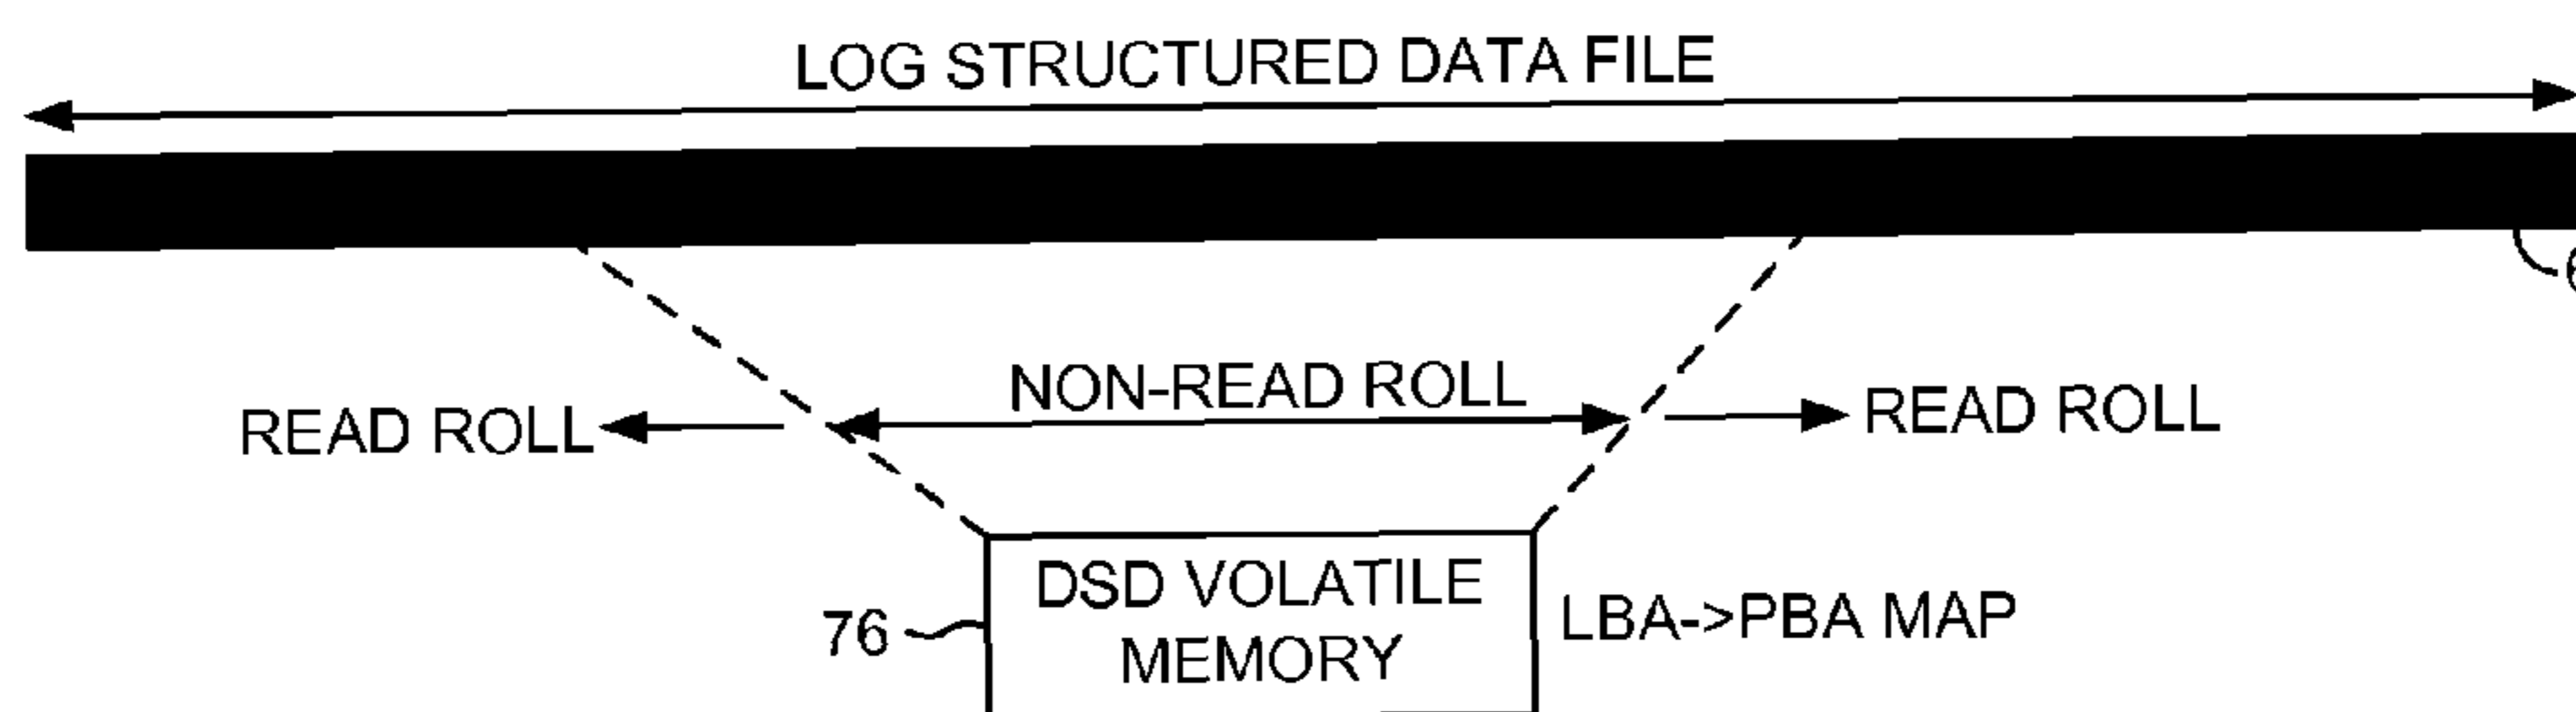 LOG STRUCTURED DATA FILE
NON-READ ROLL
READ ROLL
READ ROLL
DSD VOLATILE
MEMORY
76
LBA->PBA MAP